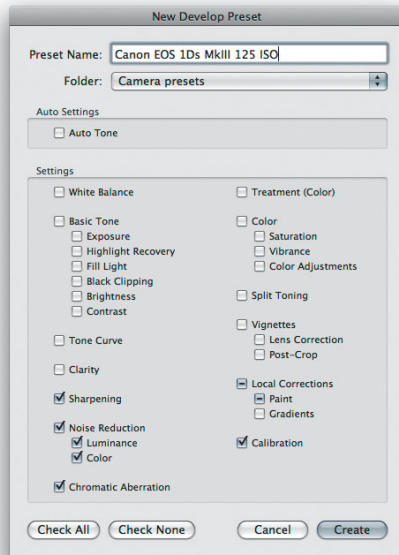 New Develop Preset
Preset Name: Canon EOS 1Ds MkIII 125 ISO
Folder: Camera presets
Auto Settings
Auto Tone
Settings
White Balance
Basic Tone
Exposure
Highlight Recovery
Fill Light
Black Clipping
Brightness
Contrast
Tone Curve
Clarity
Sharpening
Noise Reduction
Luminance
Color
Chromatic Aberration
Treatment (Color)
Color
Saturation
Vibrance
Color Adjustments
Split Toning
Vignettes
Lens Correction
Post-Crop
Local Corrections
Paint
Gradients
Calibration
Check All Check None Cancel Create